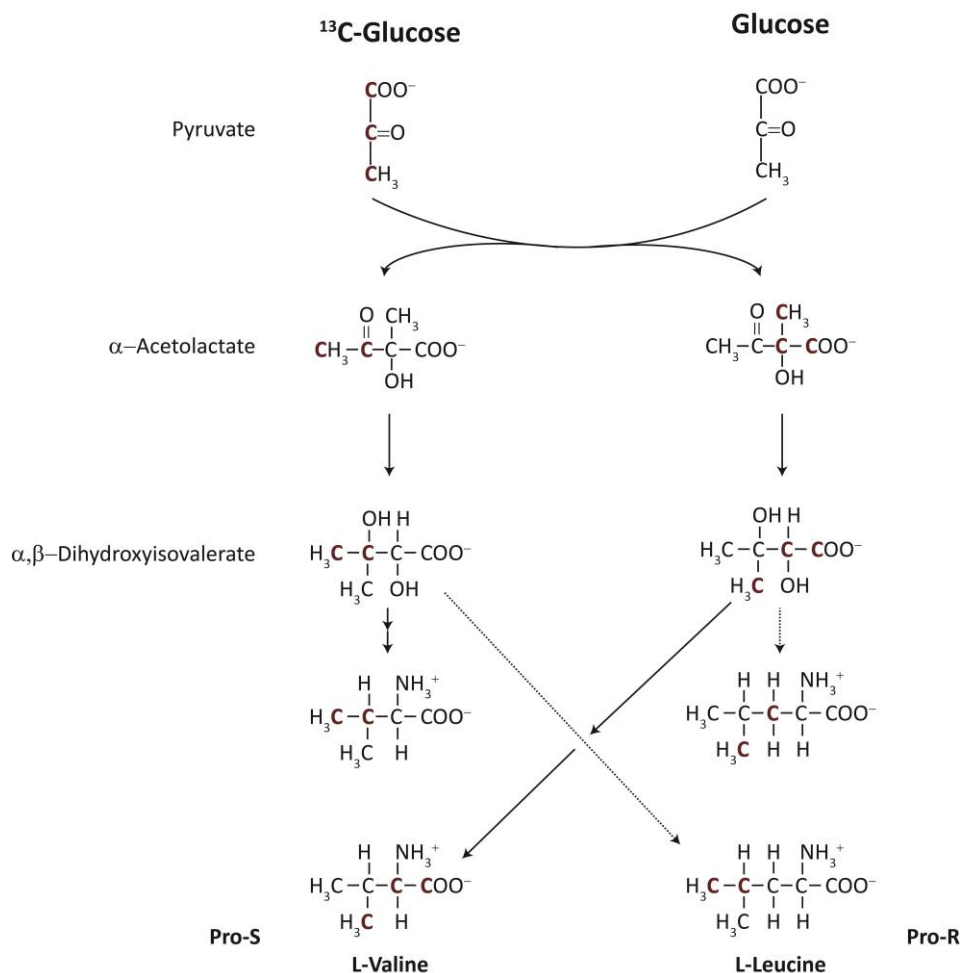 ¹³C-Glucose Glucose
COO⁻ COO⁻
Pyruvate C=O C=O
CH₃ CH₃
O CH₃ O CH₃
α–Acetolactate CH₃–C–C–COO⁻ CH₃–C–C–COO⁻
OH OH
OH H OH H
α,β–Dihydroxyisovalerate H₃C–C–C–COO⁻ H₃C–C–C–COO⁻
H₃C OH H₃C OH
H NH₃⁺ H H NH₃⁺
H₃C–C–C–COO⁻ H₃C–C–C–C–COO⁻
H₃C H H₃C H H
H NH₃⁺ H H NH₃⁺
H₃C–C–C–COO⁻ H₃C–C–C–C–COO⁻
H₃C H H₃C H H
Pro-S Pro-R
L-Valine L-Leucine